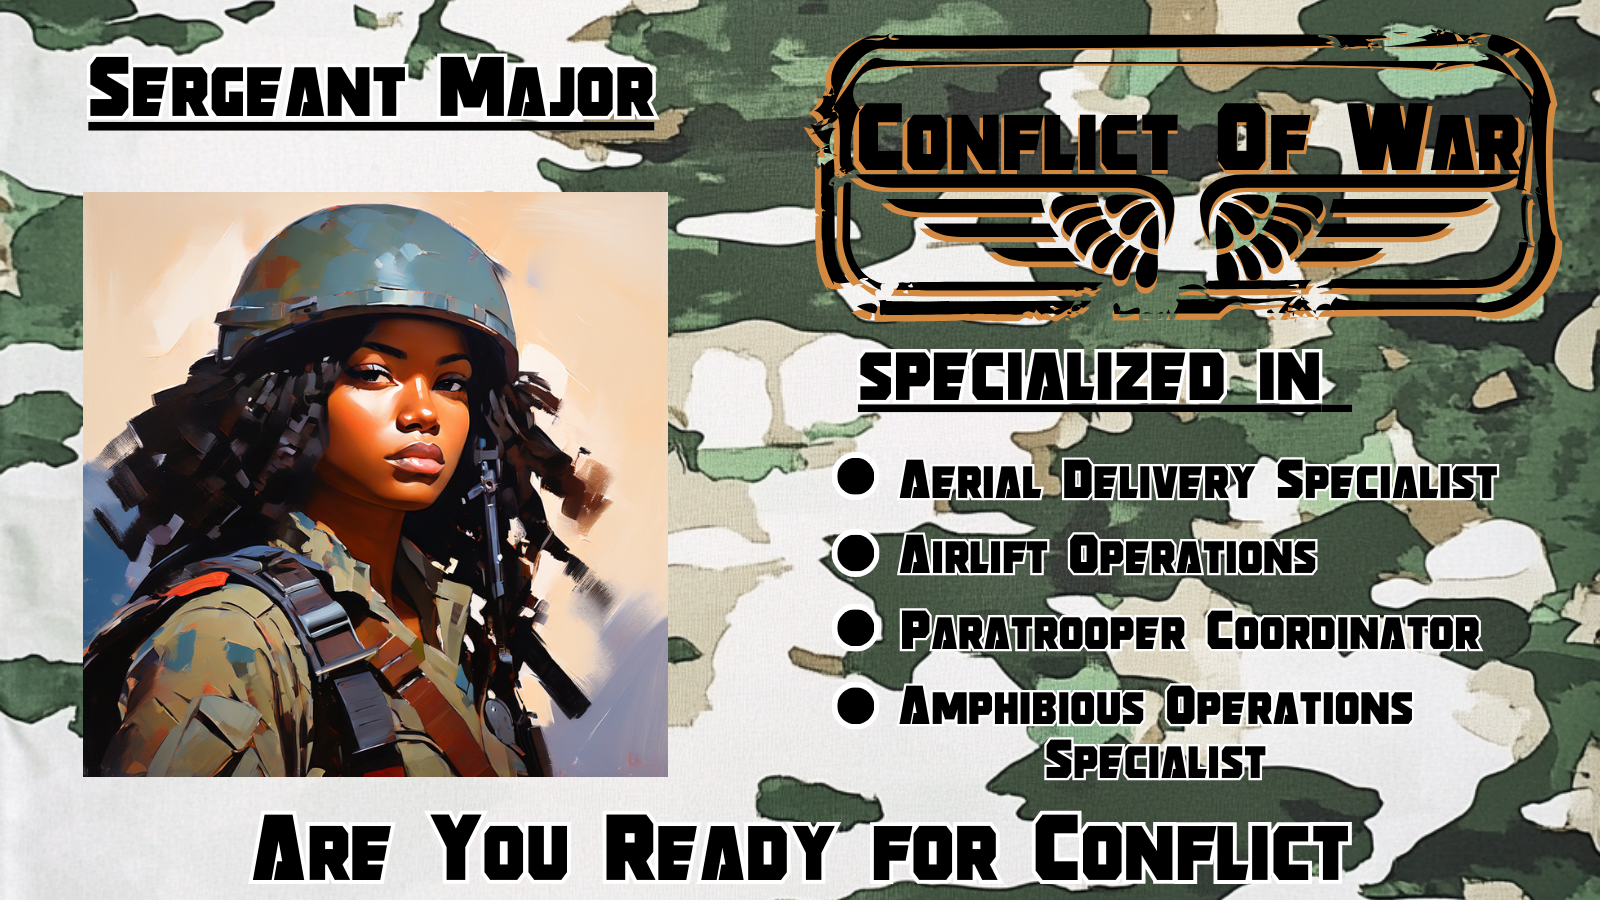 Sergeant Major
Conflict Of War
SPECIALIZED IN
Aerial Delivery Specialist
Airlift Operations
Paratrooper Coordinator
Amphibious Operations
Specialist
Are You Ready for Conflict